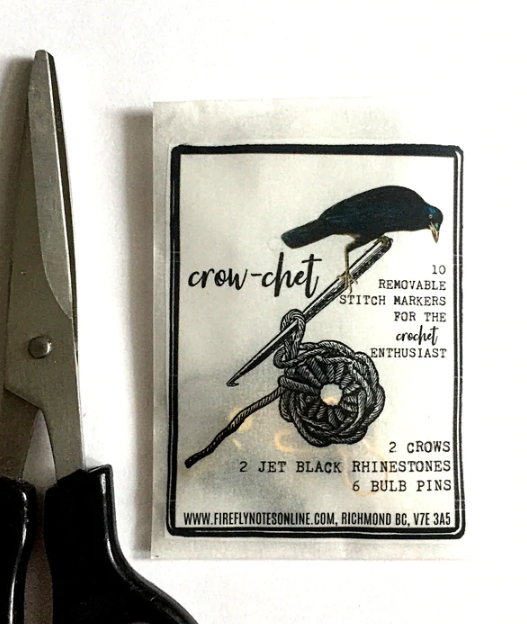 crow-chet
10
REMOVABLE
STITCH MARKERS
FOR THE
crochet
ENTHUSIAST
2 CROWS
2 JET BLACK RHINESTONES
6 BULB PINS
WWW.FIREFLYNOTESONLINE.COM, RICHMOND BC, V7E 3A5